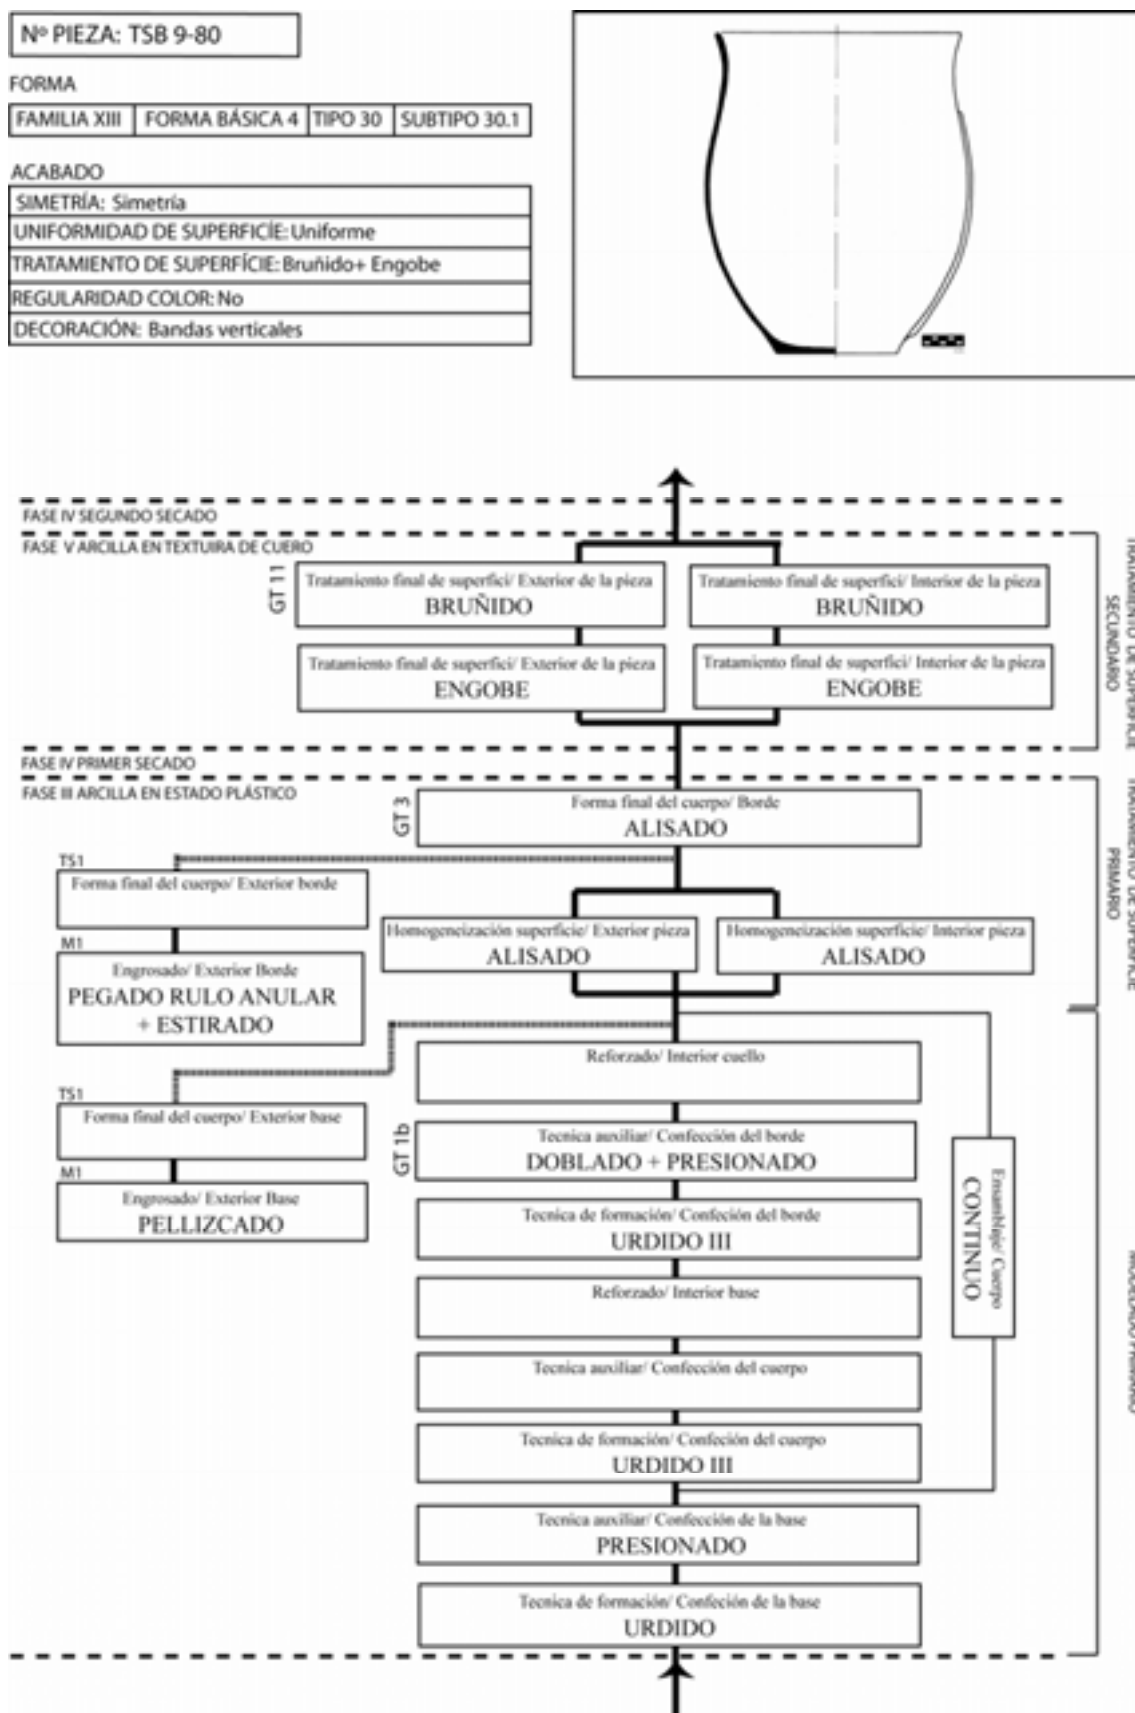 Nº PIEZA: TSB 9-80
FORMA
FAMILIA XIII
FORMA BÁSICA 4
TIPO 30
SUBTIPO 30.1
ACABADO
SIMETRÍA: Simetría
UNIFORMIDAD DE SUPERFICÍE: Uniforme
TRATAMIENTO DE SUPERFÍCIE: Bruñido+ Engobe
REGULARIDAD COLOR: No
DECORACIÓN: Bandas verticales
FASE IV SEGUNDO SECADO
FASE V ARCILLA EN TEXTUIRA DE CUERO
GT 11
Tratamiento final de superfici/ Exterior de la pieza
BRUÑIDO
Tratamiento final de superfici/ Interior de la pieza
BRUÑIDO
Tratamiento final de superfici/ Exterior de la pieza
ENGOBE
Tratamiento final de superfici/ Interior de la pieza
ENGOBE
TRATAMIENTO DE SUPERFICIE
SECUNDARIO
FASE IV PRIMER SECADO
FASE III ARCILLA EN ESTADO PLÁSTICO
GT 3
Forma final del cuerpo/ Borde
ALISADO
TS1
Forma final del cuerpo/ Exterior borde
M1
Engrosado/ Exterior Borde
PEGADO RULO ANULAR
+ ESTIRADO
Homogeneización superficie/ Exterior pieza
ALISADO
Homogeneización superficie/ Interior pieza
ALISADO
TRATAMIENTO DE SUPERFICIE
PRIMARIO
Reforzado/ Interior cuello
TS1
Forma final del cuerpo/ Exterior base
M1
Engrosado/ Exterior Base
PELLIZCADO
GT 1b
Tecnica auxiliar/ Confección del borde
DOBLADO + PRESIONADO
Tecnica de formación/ Confeción del borde
URDIDO III
Reforzado/ Interior base
Tecnica auxiliar/ Confección del cuerpo
Tecnica de formación/ Confeción del cuerpo
URDIDO III
Ensamblaje/ Cuerpo
CONTINUO
MODELADO PRIMARIO
Tecnica auxiliar/ Confección de la base
PRESIONADO
Tecnica de formación/ Confeción de la base
URDIDO